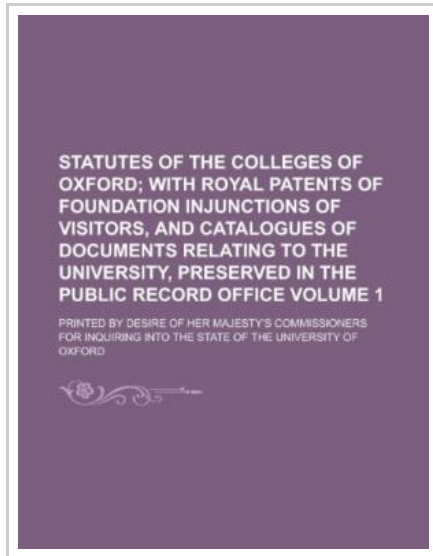 STATUTES OF THE COLLEGES OF
OXFORD; WITH ROYAL PATENTS OF
FOUNDATION INJUNCTIONS OF
VISITORS, AND CATALOGUES OF
DOCUMENTS RELATING TO THE
UNIVERSITY, PRESERVED IN THE
PUBLIC RECORD OFFICE VOLUME 1
PRINTED BY DESIRE OF HER MAJESTY'S COMMISSIONERS
FOR INQUIRING INTO THE STATE OF THE UNIVERSITY OF
OXFORD